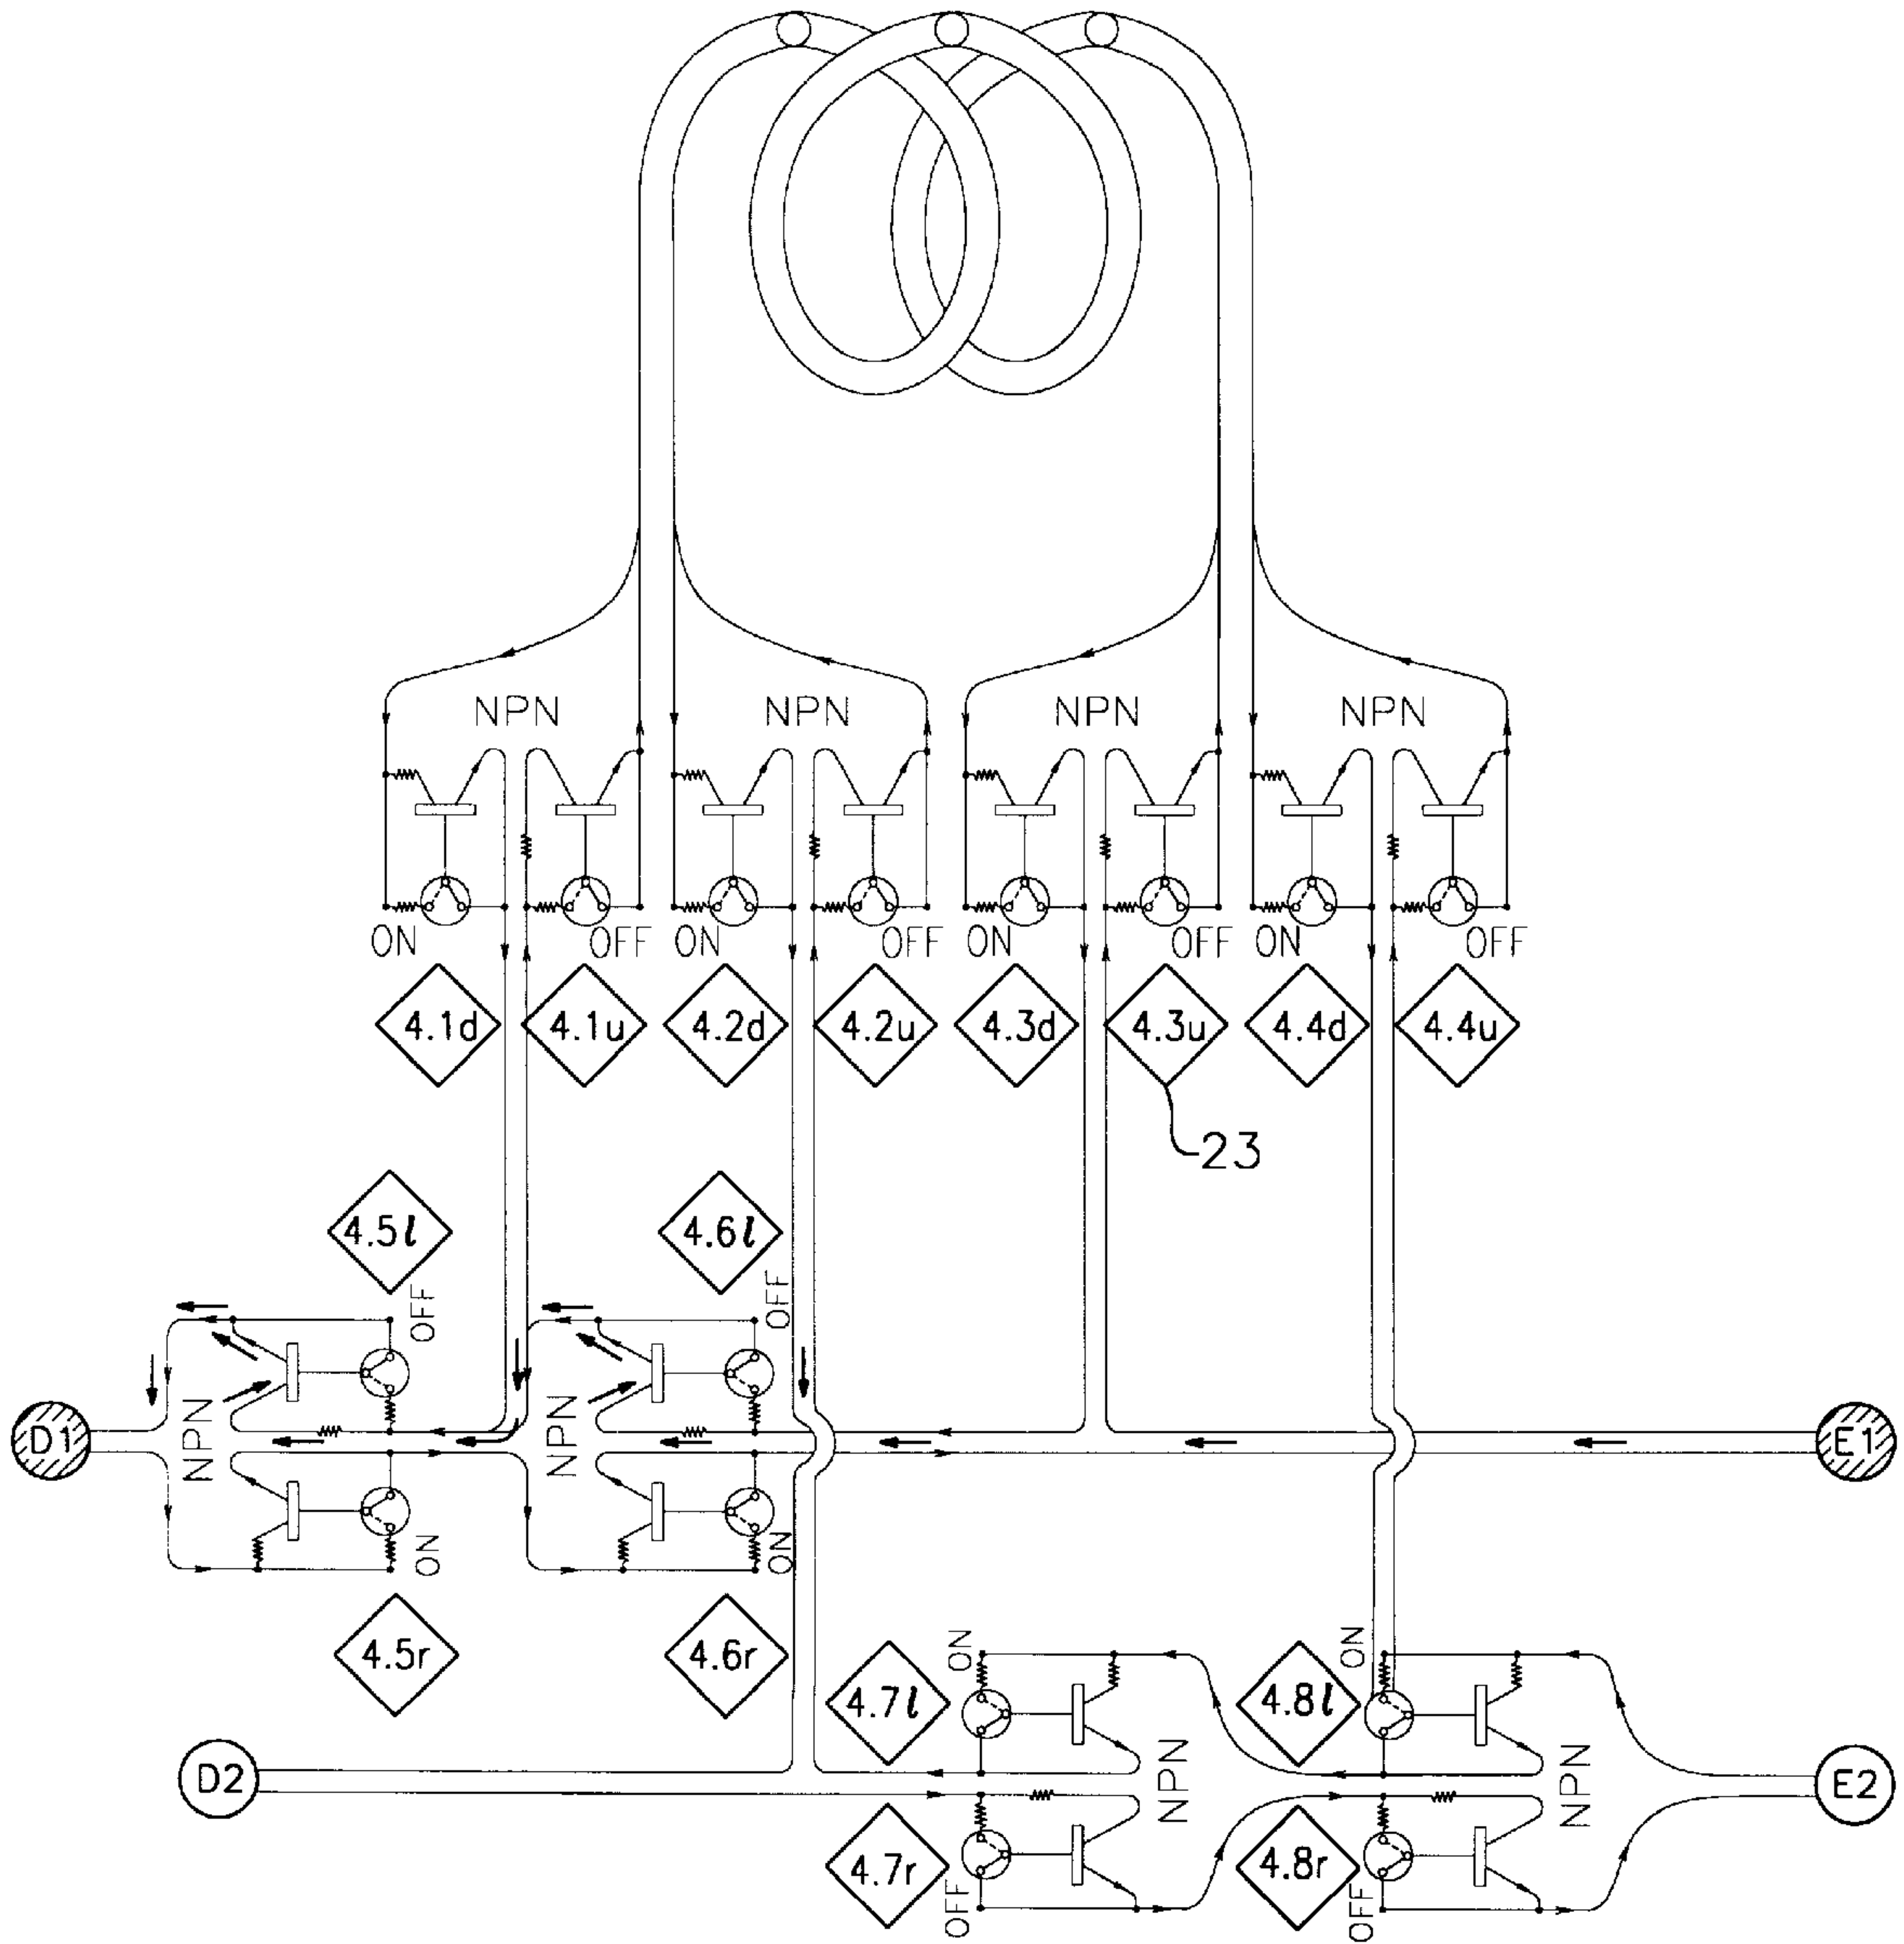 NPN NPN NPN NPN
ON OFF ON OFF ON OFF ON OFF
4.1d 4.1u 4.2d 4.2u 4.3d 4.3u 4.4d 4.4u
23
4.5l 4.6l
OFF OFF
D1 NPN NPN E1
ON ON
4.5r 4.6r
ON ON
4.7l 4.8l
D2 NPN NPN E2
4.7r 4.8r
OFF OFF